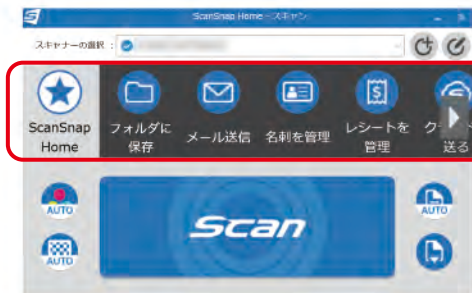 ScanSnap Home - スキャン
スキャナーの選択 :
ScanSnap
Home
フォルダに
保存
メール送信
名刺を管理
レシートを
管理
送る
Scan
AUTO
AUTO
AUTO